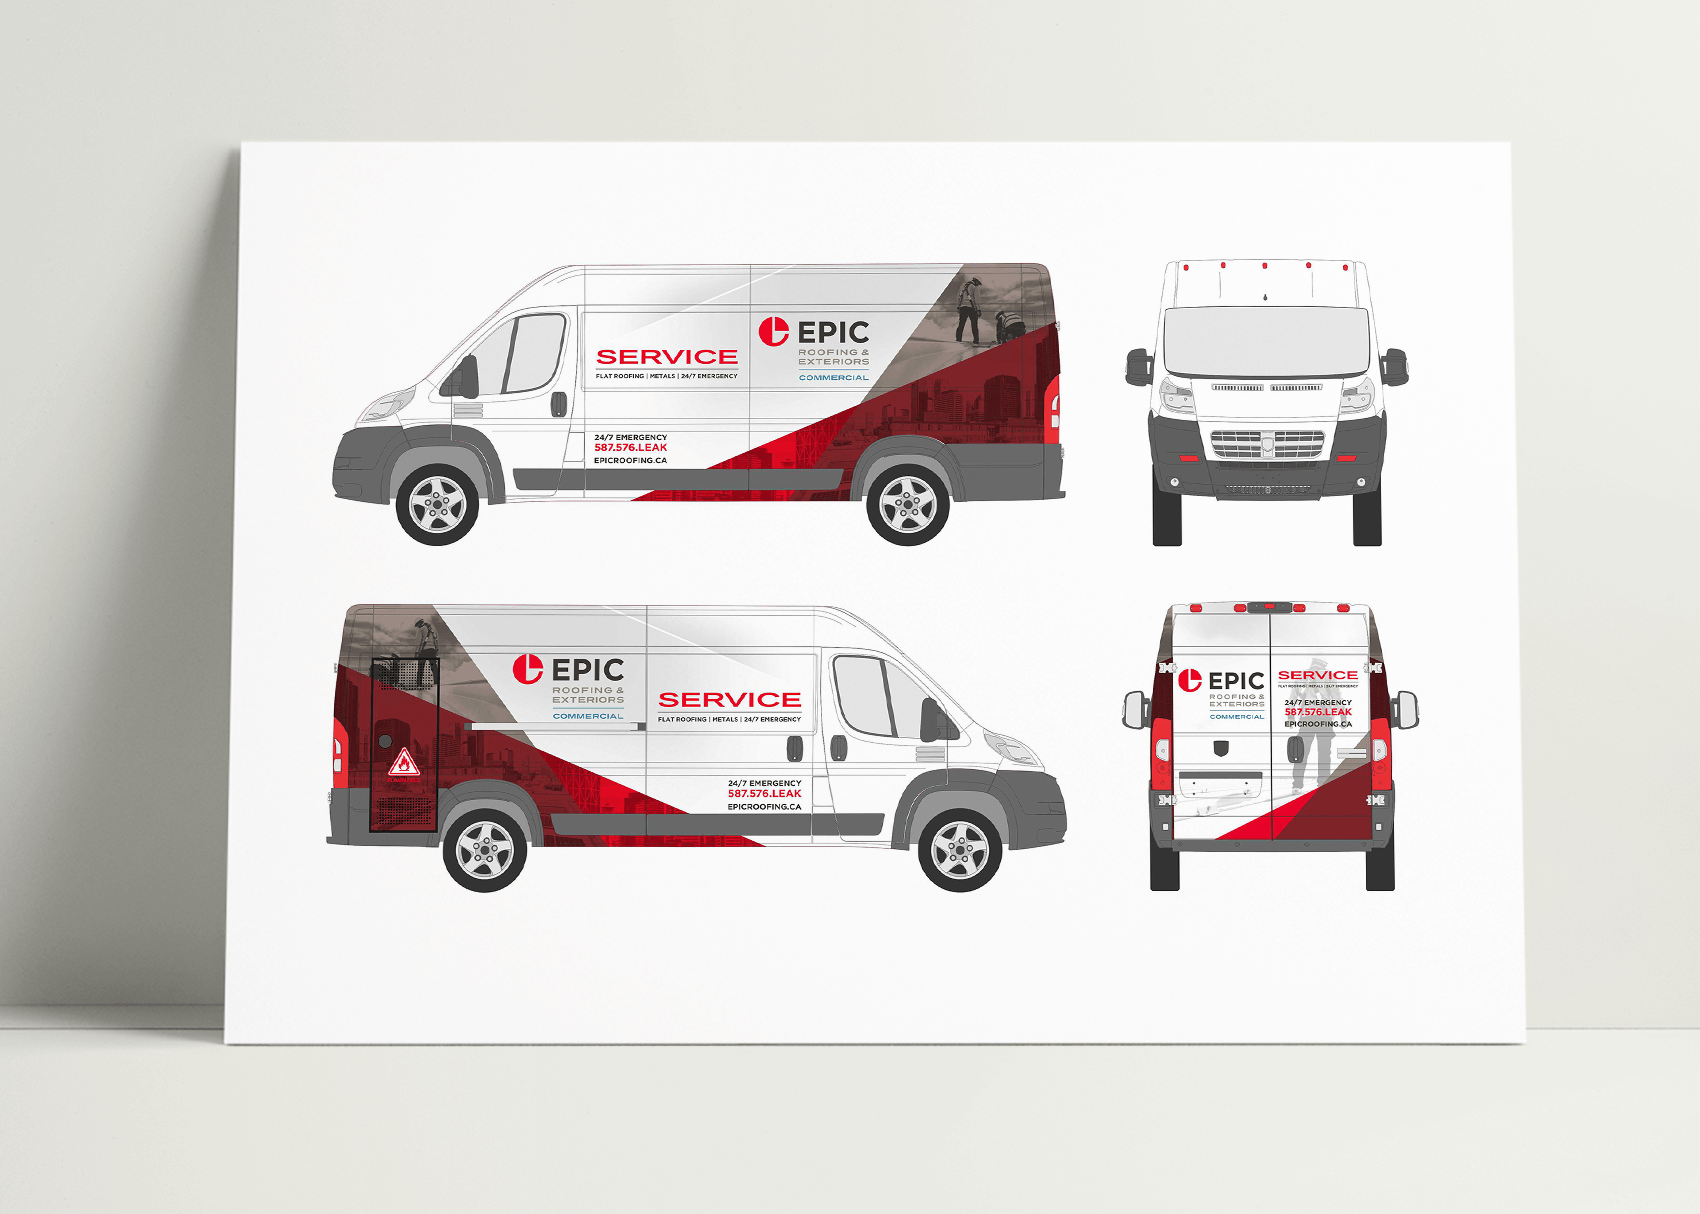 EPIC
ROOFING &
EXTERIORS
COMMERCIAL
SERVICE
FLAT ROOFING | METALS | 24/7 EMERGENCY
24/7 EMERGENCY
587.576.LEAK
EPICROOFING.CA
EPIC
ROOFING &
EXTERIORS
COMMERCIAL
SERVICE
FLAT ROOFING | METALS | 24/7 EMERGENCY
24/7 EMERGENCY
587.576.LEAK
EPICROOFING.CA
EPIC
ROOFING &
EXTERIORS
COMMERCIAL
SERVICE
FLAT ROOFING | METALS | 24/7 EMERGENCY
24/7 EMERGENCY
587.576.LEAK
EPICROOFING.CA